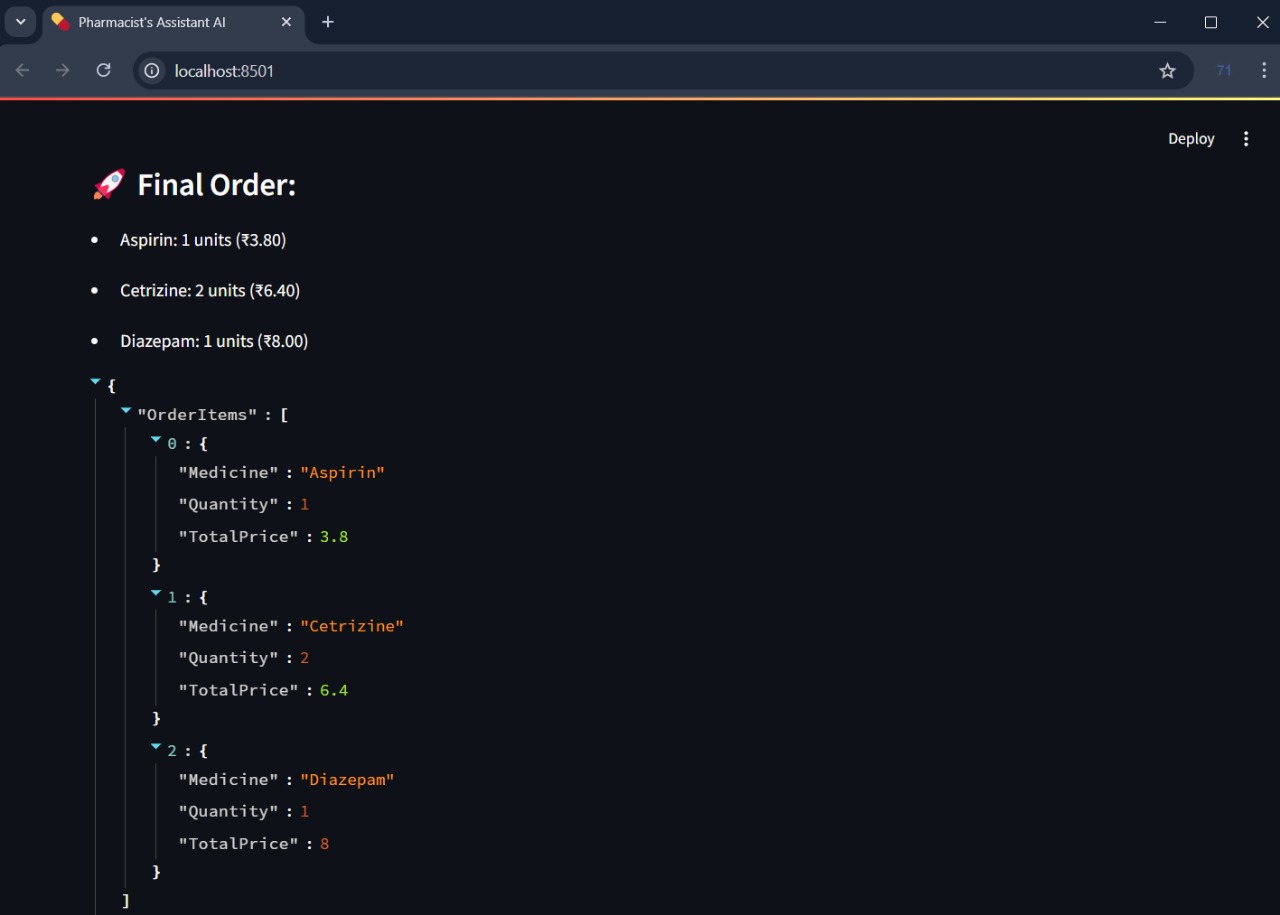 Pharmacist's Assistant AI
localhost:8501
71
Deploy
🚀 Final Order:
• Aspirin: 1 units (₹3.80)
• Cetrizine: 2 units (₹6.40)
• Diazepam: 1 units (₹8.00)
{
"OrderItems" : [
0 : {
"Medicine" : "Aspirin"
"Quantity" : 1
"TotalPrice" : 3.8
}
1 : {
"Medicine" : "Cetrizine"
"Quantity" : 2
"TotalPrice" : 6.4
}
2 : {
"Medicine" : "Diazepam"
"Quantity" : 1
"TotalPrice" : 8
}
]